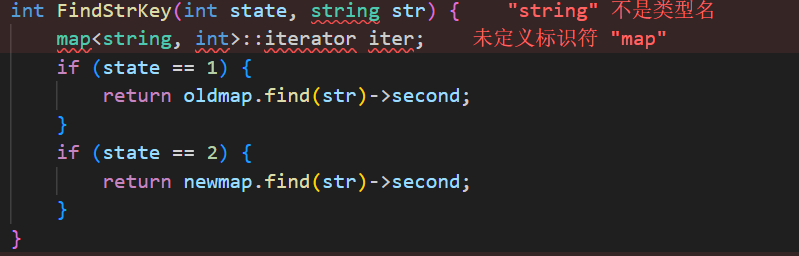 int FindStrKey(int state, string str) {    "string" 不是类型名
    map<string, int>::iterator iter;    未定义标识符 "map"
    if (state == 1) {
        return oldmap.find(str)->second;
    }
    if (state == 2) {
        return newmap.find(str)->second;
    }
}